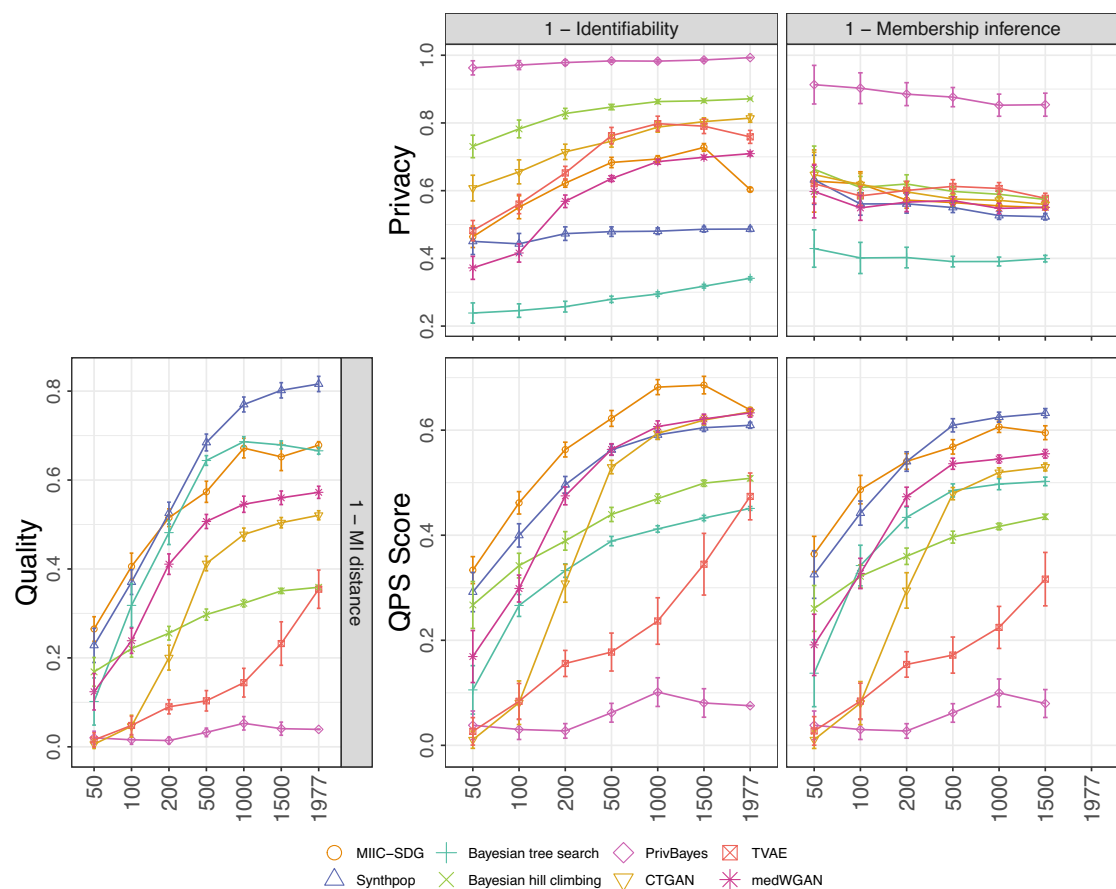 1 − Identifiability
1 − Membership inference
Privacy
1.0
0.8
0.6
0.4
0.2
Quality
0.8
0.6
0.4
0.2
0.0
1 − MI distance
QPS Score
0.6
0.4
0.2
0.0
50 100 200 500 1000 1500 1977
50 100 200 500 1000 1500 1977
50 100 200 500 1000 1500 1977
MIIC−SDG Bayesian tree search PrivBayes TVAE
Synthpop Bayesian hill climbing CTGAN medWGAN